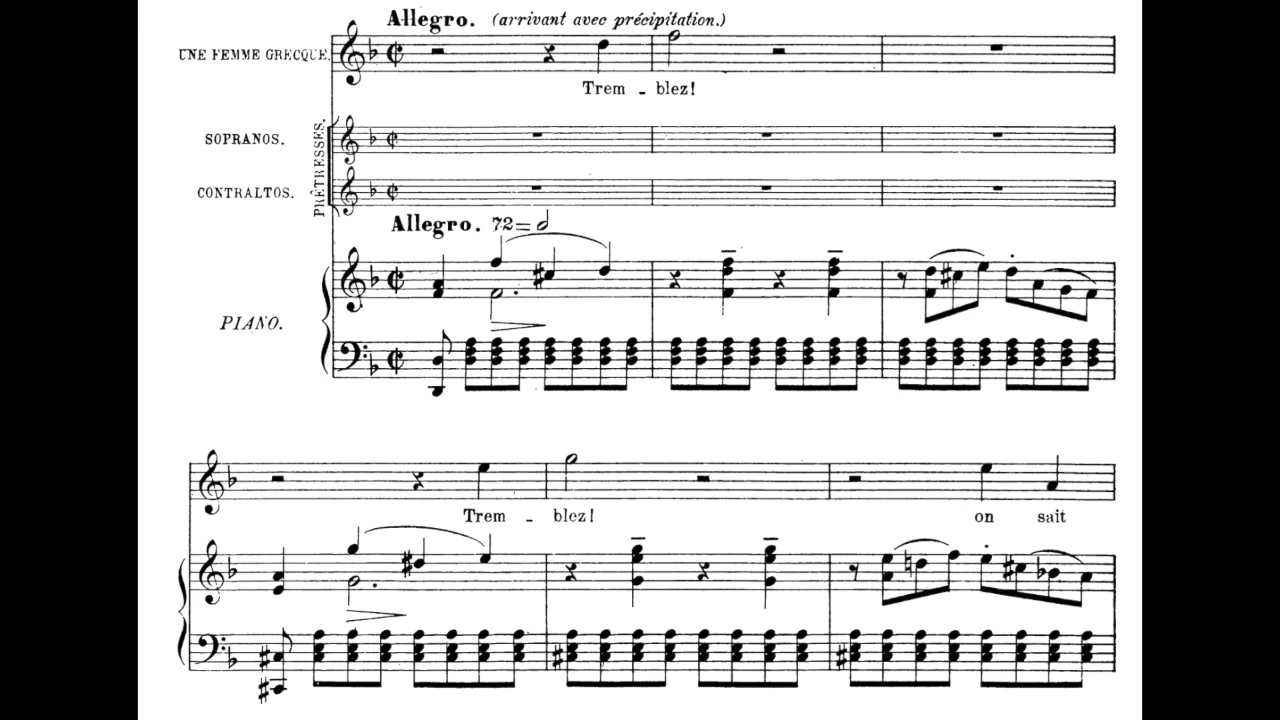 Allegro. (arrivant avec précipitation.)
UNE FEMME GRECQUE.
Trem - blez!
PRÊTRESSES.
SOPRANOS.
CONTRALTOS.
Allegro. 72=
PIANO.
Trem - blez! on sait